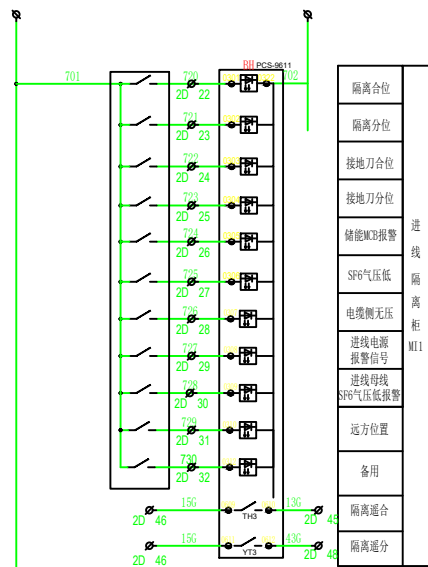 BH PCS-9611
701
720
702
2D 22
隔离合位
721
2D 23
隔离分位
722
2D 24
接地刀合位
723
2D 25
接地刀分位
724
2D 26
储能MCB报警
725
2D 27
SF6气压低
726
2D 28
电缆侧无压
727
2D 29
进线电源
报警信号
728
2D 30
进线母线
SF6气压低报警
729
2D 31
远方位置
730
2D 32
备用
15G
TH3
13G
2D 46
2D 45
隔离遥合
15G
YT3
43G
2D 46
2D 48
隔离遥分
进
线
隔
离
柜
MI1